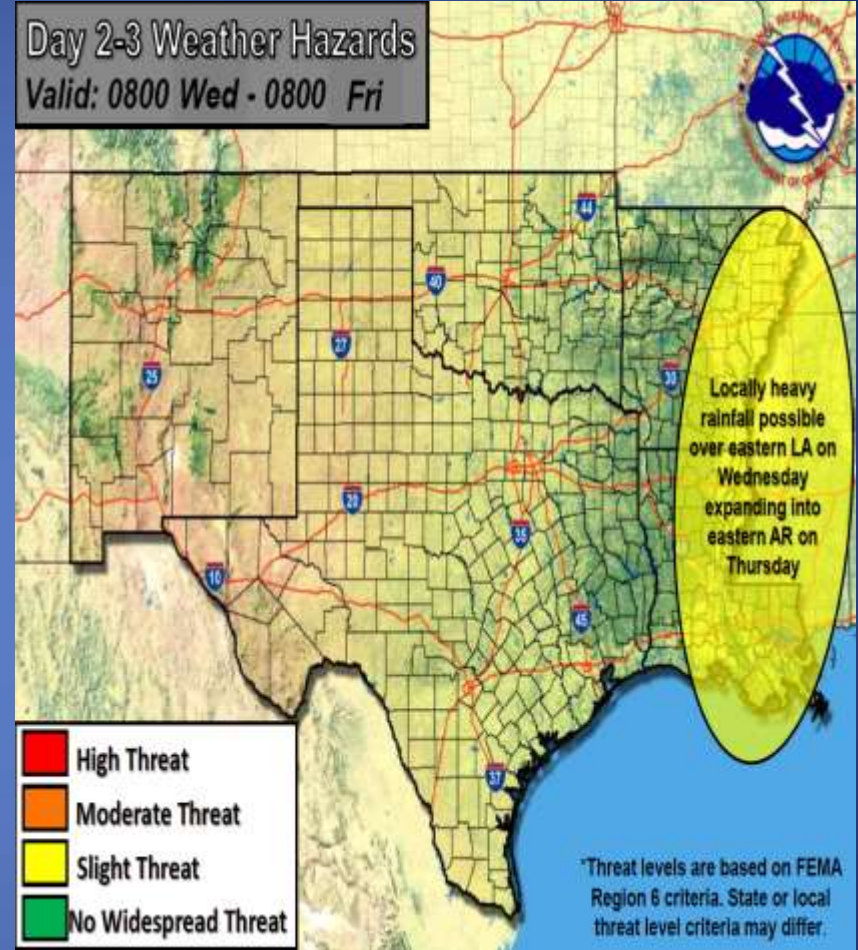 Day 2-3 Weather Hazards
Valid: 0800 Wed - 0800 Fri
44
40
27
25
30
Locally heavy
rainfall possible
over eastern LA on
Wednesday
expanding into
eastern AR on
Thursday
20
35
10
45
37
High Threat
Moderate Threat
Slight Threat
No Widespread Threat
*Threat levels are based on FEMA
Region 6 criteria. State or local
threat level criteria may differ.